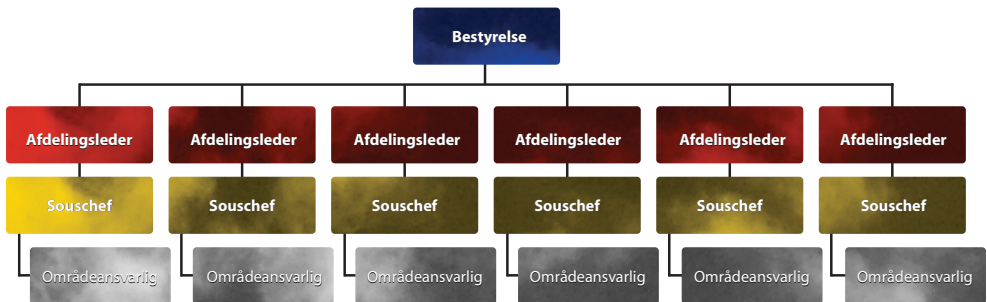 Bestyrelse
Afdelingsleder Afdelingsleder Afdelingsleder Afdelingsleder Afdelingsleder Afdelingsleder
Souschef Souschef Souschef Souschef Souschef Souschef
Områdeansvarlig Områdeansvarlig Områdeansvarlig Områdeansvarlig Områdeansvarlig Områdeansvarlig